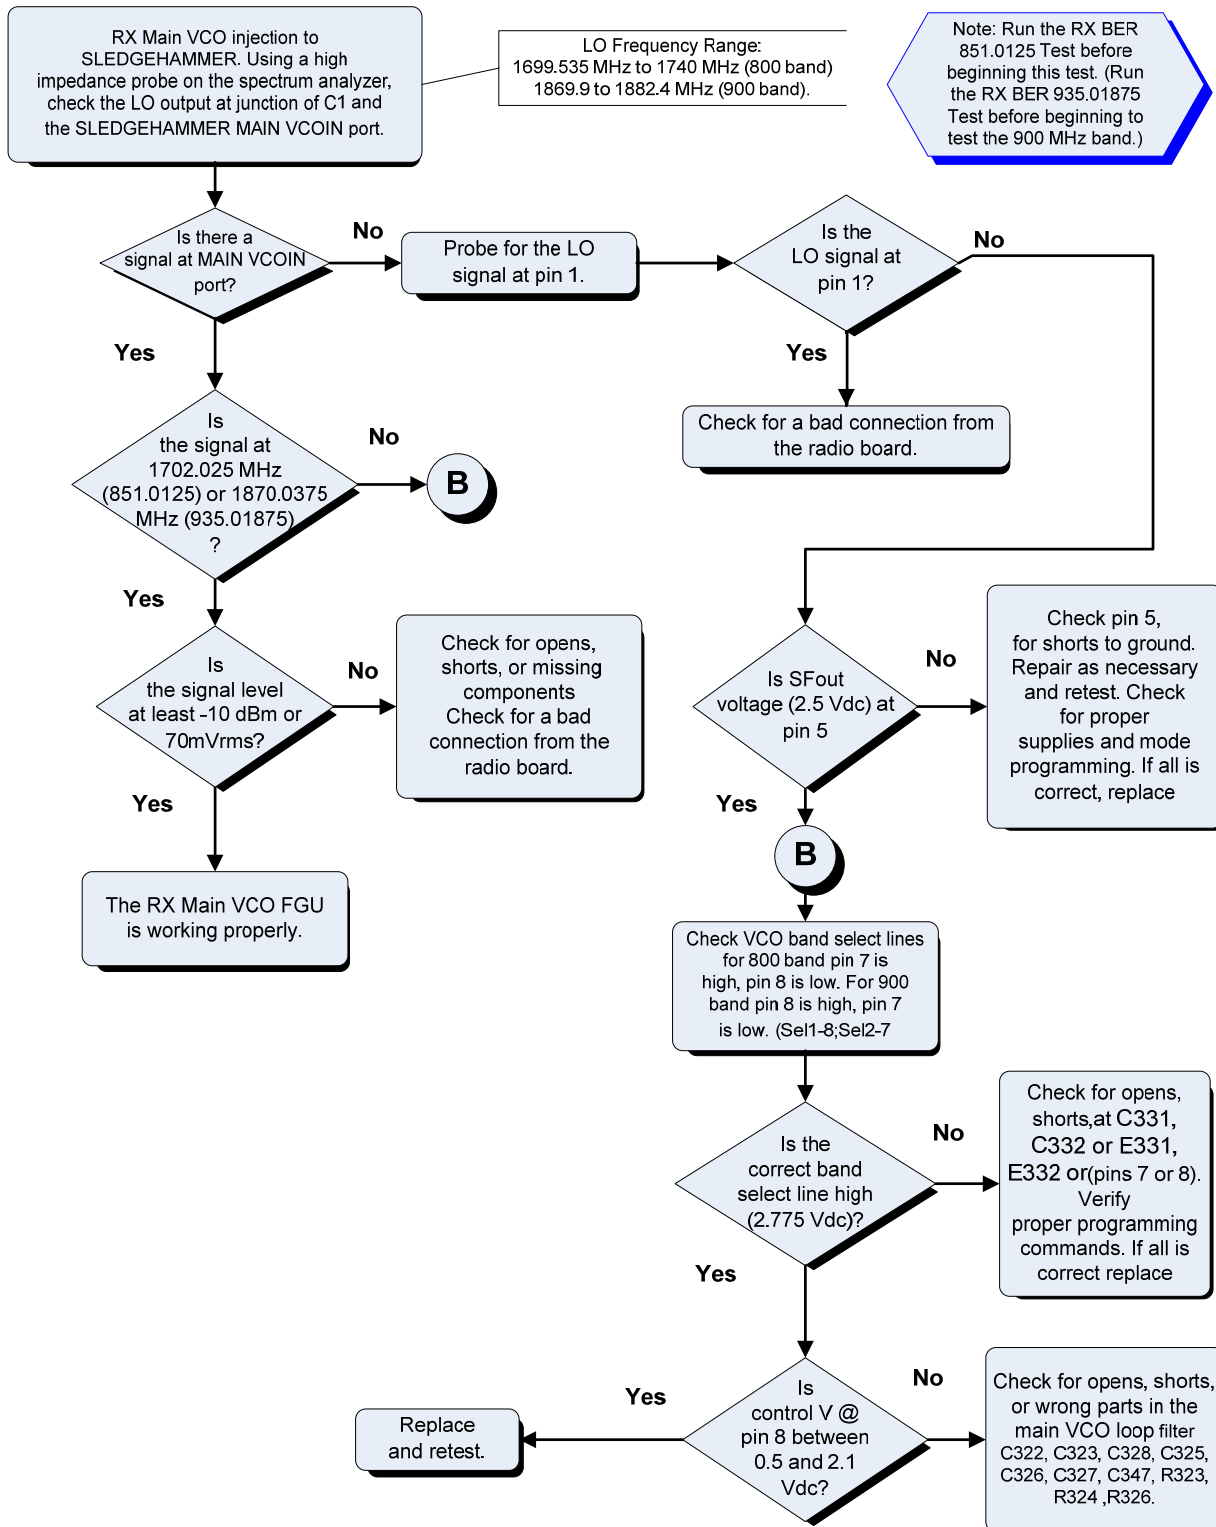 RX Main VCO injection to
SLEDGEHAMMER. Using a high
impedance probe on the spectrum analyzer,
check the LO output at junction of C1 and
the SLEDGEHAMMER MAIN VCOIN port.
LO Frequency Range:
1699.535 MHz to 1740 MHz (800 band)
1869.9 to 1882.4 MHz (900 band).
Note: Run the RX BER
851.0125 Test before
beginning this test. (Run
the RX BER 935.01875
Test before beginning to
test the 900 MHz band.)
Is there a
signal at MAIN VCOIN
port?
No
Probe for the LO
signal at pin 1.
Is the
LO signal at
pin 1?
No
Yes
Yes
Check for a bad connection from
the radio board.
Is
the signal at
1702.025 MHz
(851.0125) or 1870.0375
MHz (935.01875)
?
No
B
Yes
Is
the signal level
at least -10 dBm or
70mVrms?
No
Check for opens,
shorts, or missing
components
Check for a bad
connection from the
radio board.
Is SFout
voltage (2.5 Vdc) at
pin 5
No
Check pin 5,
for shorts to ground.
Repair as necessary
and retest. Check
for proper
supplies and mode
programming. If all is
correct, replace
Yes
Yes
B
The RX Main VCO FGU
is working properly.
Check VCO band select lines
for 800 band pin 7 is
high, pin 8 is low. For 900
band pin 8 is high, pin 7
is low. (Sel1-8;Sel2-7
Is the
correct band
select line high
(2.775 Vdc)?
No
Check for opens,
shorts,at C331,
C332 or E331,
E332 or(pins 7 or 8).
Verify
proper programming
commands. If all is
correct replace
Yes
Is
control V @
pin 8 between
0.5 and 2.1
Vdc?
Yes
Replace
and retest.
No
Check for opens, shorts,
or wrong parts in the
main VCO loop filter
C322, C323, C328, C325,
C326, C327, C347, R323,
R324 ,R326.